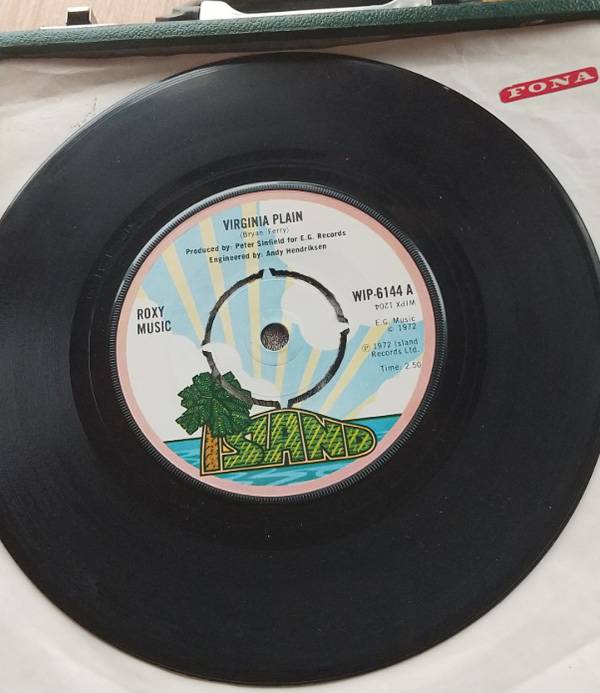 FONA
VIRGINIA PLAIN
(Bryan Ferry)
Produced by: Peter Sinfield for E.G. Records
Engineered by: Andy Hendriksen
ROXY
MUSIC
WIP-6144 A
WIPX 1204
E.G. Music
© 1972
℗ 1972 Island
Records Ltd.
Time: 2.50
ISLAND